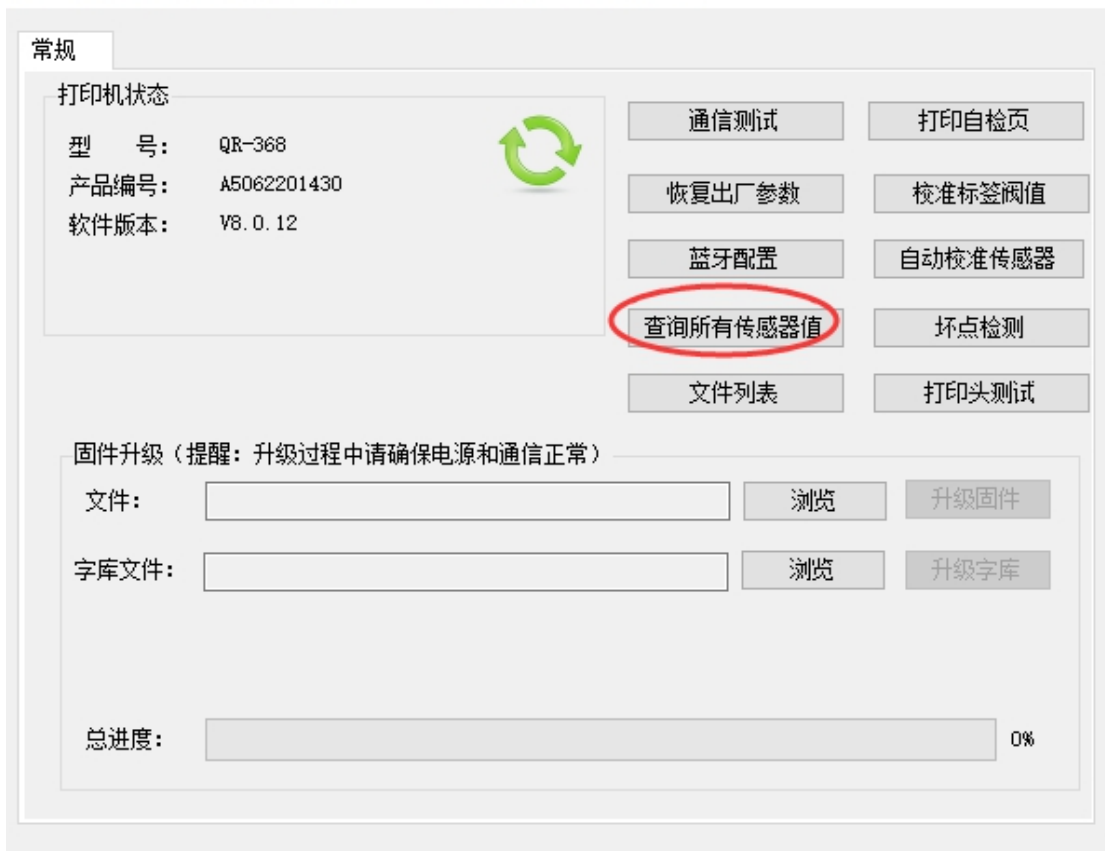 常规
打印机状态
型 号: QR-368
产品编号: A5062201430
软件版本: V8.0.12
通信测试 打印自检页
恢复出厂参数 校准标签阀值
蓝牙配置 自动校准传感器
查询所有传感器值 坏点检测
文件列表 打印头测试
固件升级（提醒：升级过程中请确保电源和通信正常）
文件: 浏览 升级固件
字库文件: 浏览 升级字库
总进度: 0%